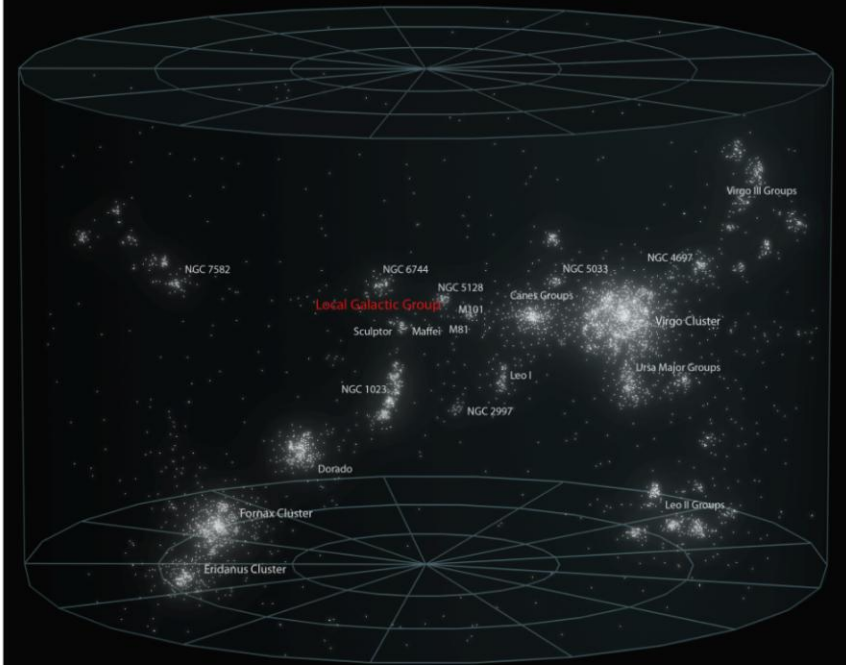 Virgo III Groups
NGC 7582
NGC 6744
NGC 5033
NGC 4697
NGC 5128
Canes Groups
Local Galactic Group
M101
Virgo Cluster
Sculptor
Maffei
M81
Ursa Major Groups
Leo I
NGC 1023
NGC 2997
Dorado
Leo II Groups
Fornax Cluster
Eridanus Cluster